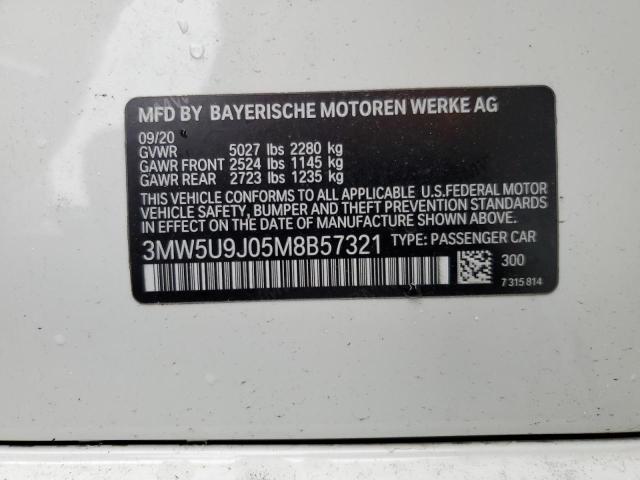 MFD BY BAYERISCHE MOTOREN WERKE AG
09/20
GVWR 5027 lbs 2280 kg
GAWR FRONT 2524 lbs 1145 kg
GAWR REAR 2723 lbs 1235 kg
THIS VEHICLE CONFORMS TO ALL APPLICABLE U.S.FEDERAL MOTOR
VEHICLE SAFETY, BUMPER, AND THEFT PREVENTION STANDARDS
IN EFFECT ON THE DATE OF MANUFACTURE SHOWN ABOVE.
3MW5U9J05M8B57321 TYPE: PASSENGER CAR
300
7 315 814